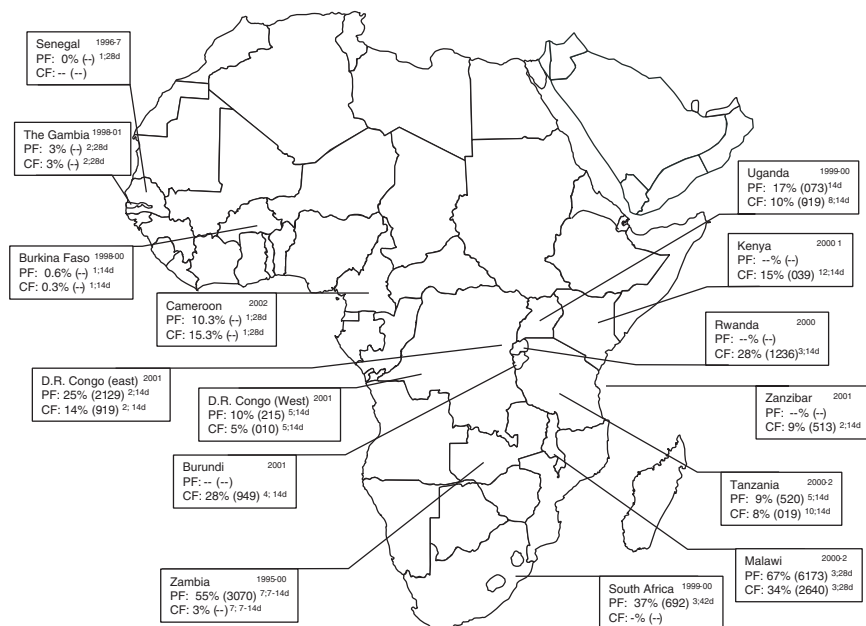 Senegal 1996-7
PF: 0% (--) 1;28d
CF: -- (--)
The Gambia 1998-01
PF: 3% (--) 2;28d
CF: 3% (--) 2;28d
Burkina Faso 1998-00
PF: 0.6% (--) 1;14d
CF: 0.3% (--) 1;14d
Cameroon 2002
PF: 10.3% (--) 1;28d
CF: 15.3% (--) 1;28d
D.R. Congo (east) 2001
PF: 25% (2129) 2;14d
CF: 14% (919) 2; 14d
D.R. Congo (West) 2001
PF: 10% (215) 5;14d
CF: 5% (010) 5;14d
Burundi 2001
PF: -- (--)
CF: 28% (949) 4; 14d
Zambia 1995-00
PF: 55% (3070) 7;7-14d
CF: 3% (--) 7; 7-14d
Uganda 1999-00
PF: 17% (073)14d
CF: 10% (919) 8;14d
Kenya 2000 1
PF: --% (--)
CF: 15% (039) 12;14d
Rwanda 2000
PF: --% (--)
CF: 28% (1236)3;14d
Zanzibar 2001
PF: --% (--)
CF: 9% (513) 2;14d
Tanzania 2000-2
PF: 9% (520) 5;14d
CF: 8% (019) 10;14d
Malawi 2000-2
PF: 67% (6173) 3;28d
CF: 34% (2640) 3;28d
South Africa 1999-00
PF: 37% (692) 3;42d
CF: -% (--)